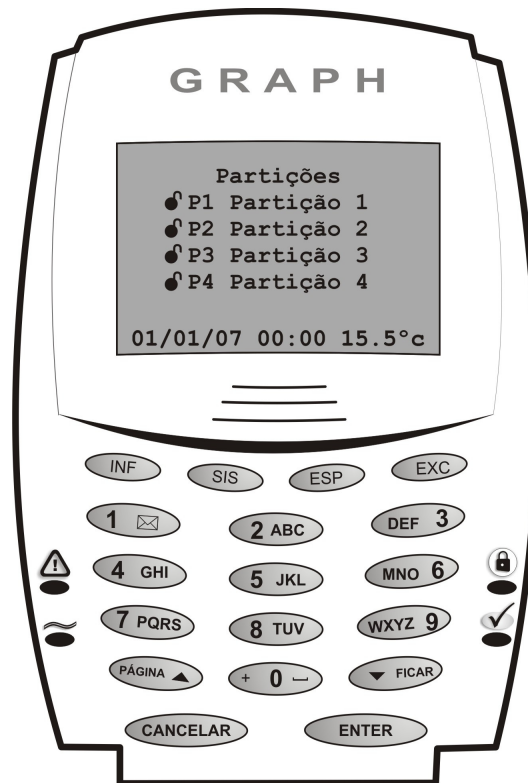 GRAPH
Partições
P1 Partição 1
P2 Partição 2
P3 Partição 3
P4 Partição 4
01/01/07 00:00 15.5°c
INF SIS ESP EXC
1 2 ABC DEF 3
4 GHI 5 JKL MNO 6
7 PQRS 8 TUV WXYZ 9
PÁGINA + 0 FICAR
CANCELAR ENTER